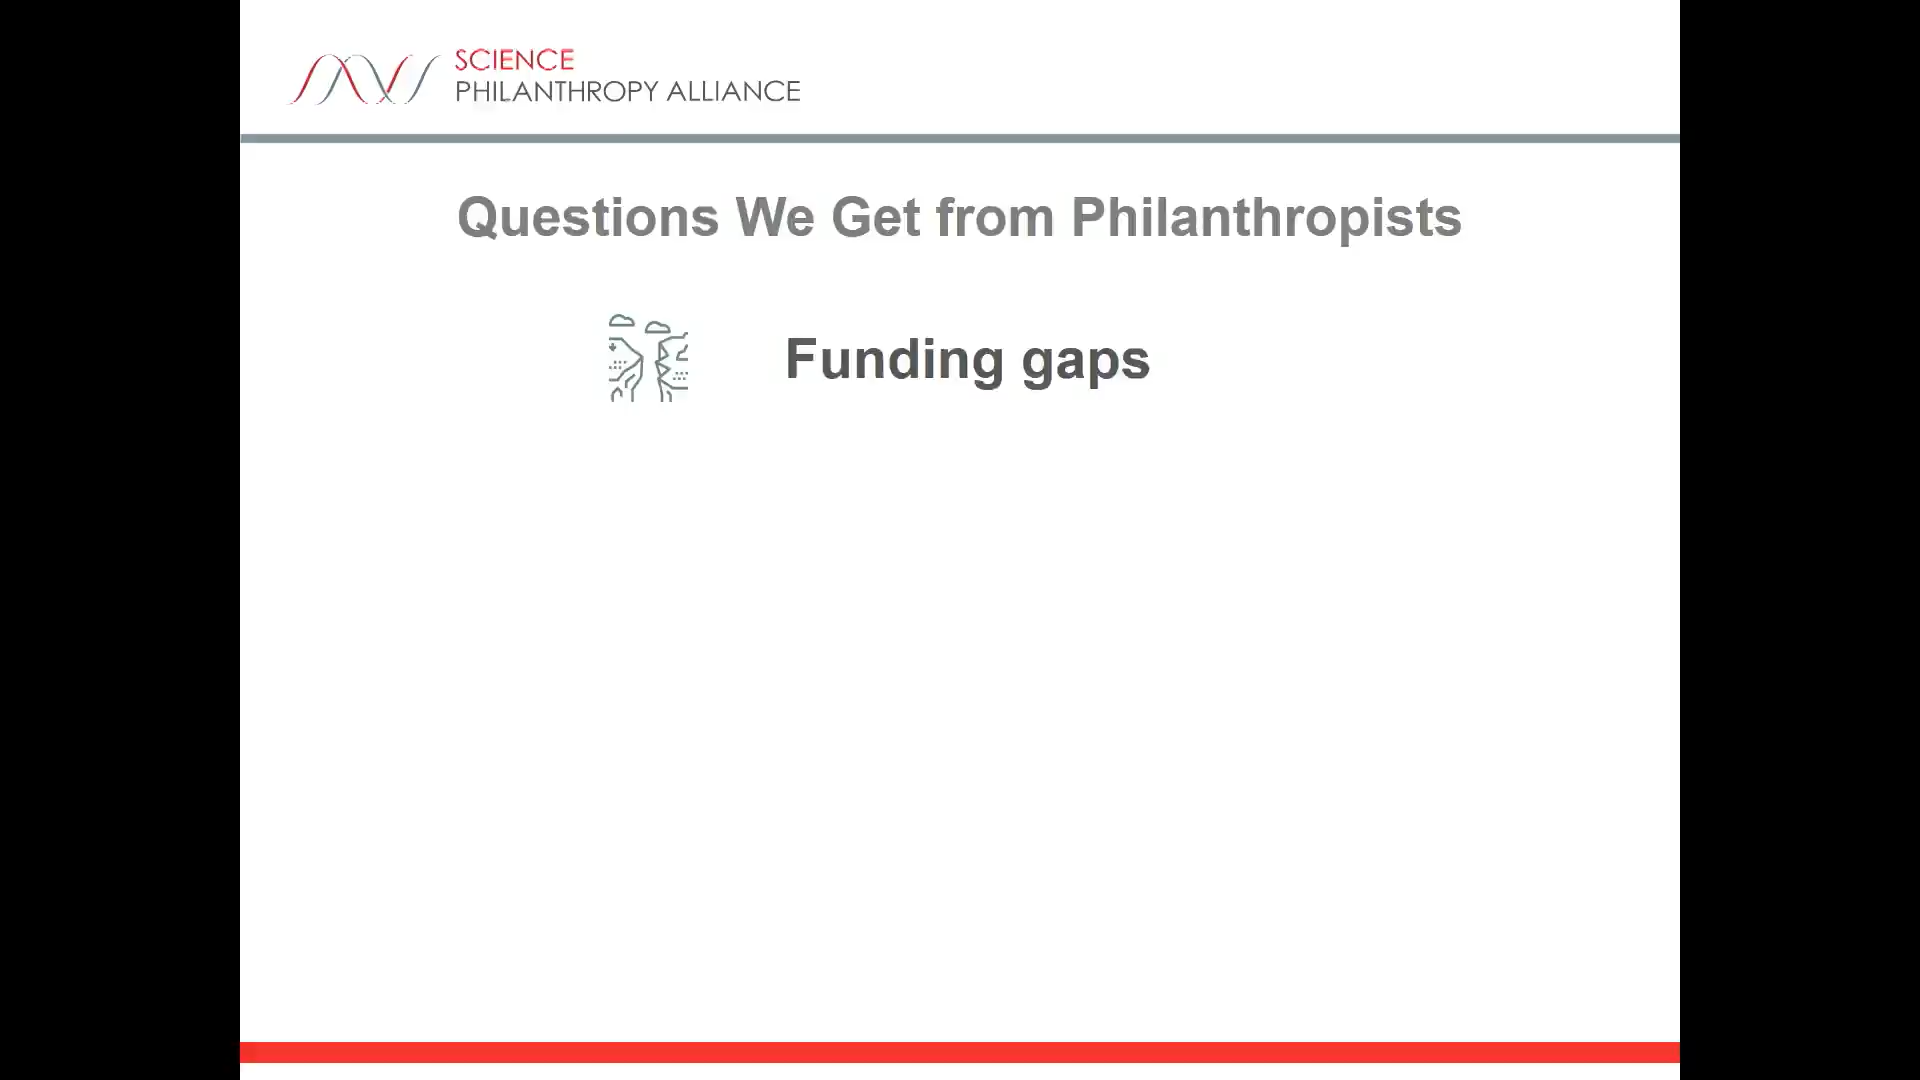 SCIENCE
PHILANTHROPY ALLIANCE
Questions We Get from Philanthropists
Funding gaps